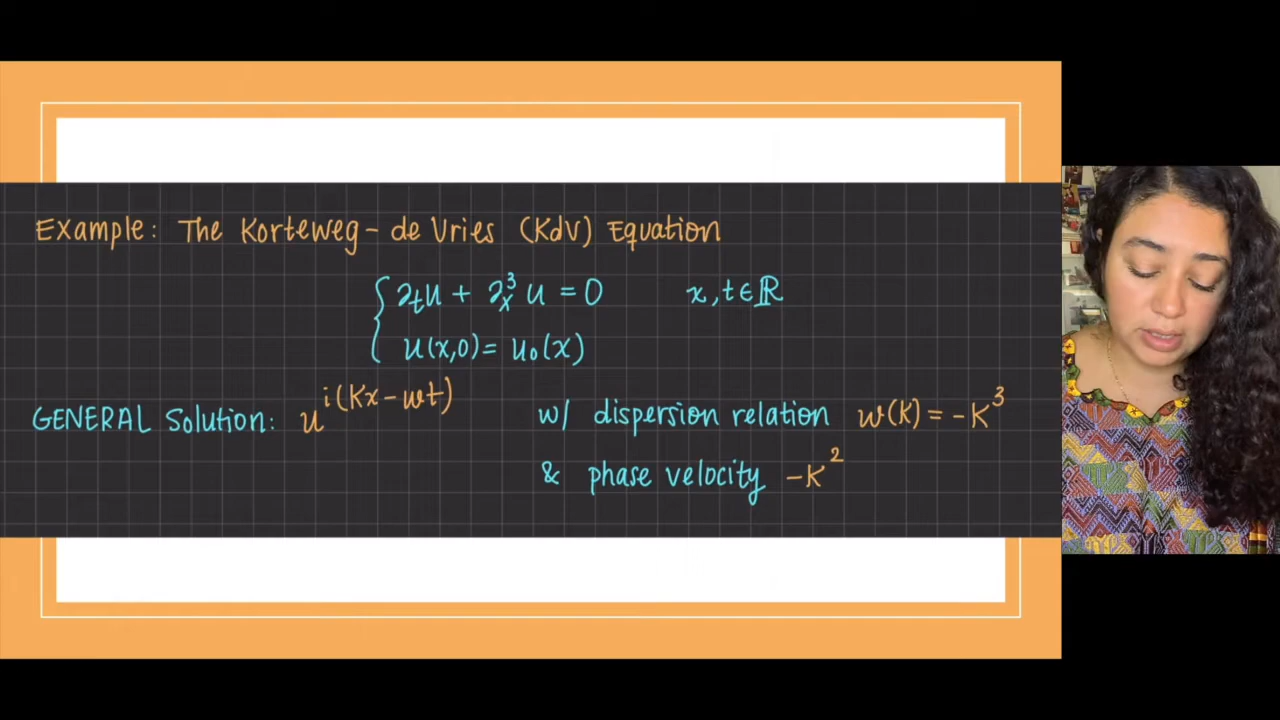 Example: The Korteweg-de Vries (KdV) Equation
∂ₜu + ∂ₓ³ u = 0 x, t ∈ ℝ
u(x,0) = u₀(x)
GENERAL Solution: u^{i(Kx-wt)} w/ dispersion relation w(K) = -K³
& phase velocity -K²